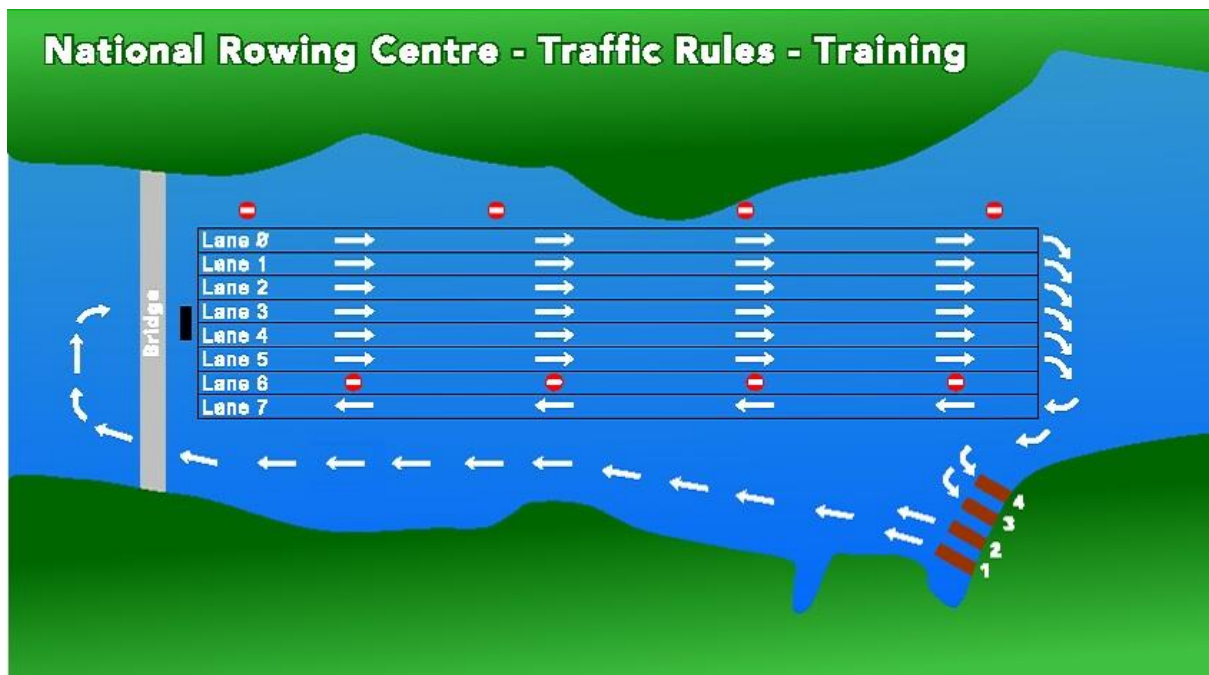 National Rowing Centre - Traffic Rules - Training
Lane 0
Lane 1
Lane 2
Lane 3
Lane 4
Lane 5
Lane 6
Lane 7
Bridge
4
3
2
1